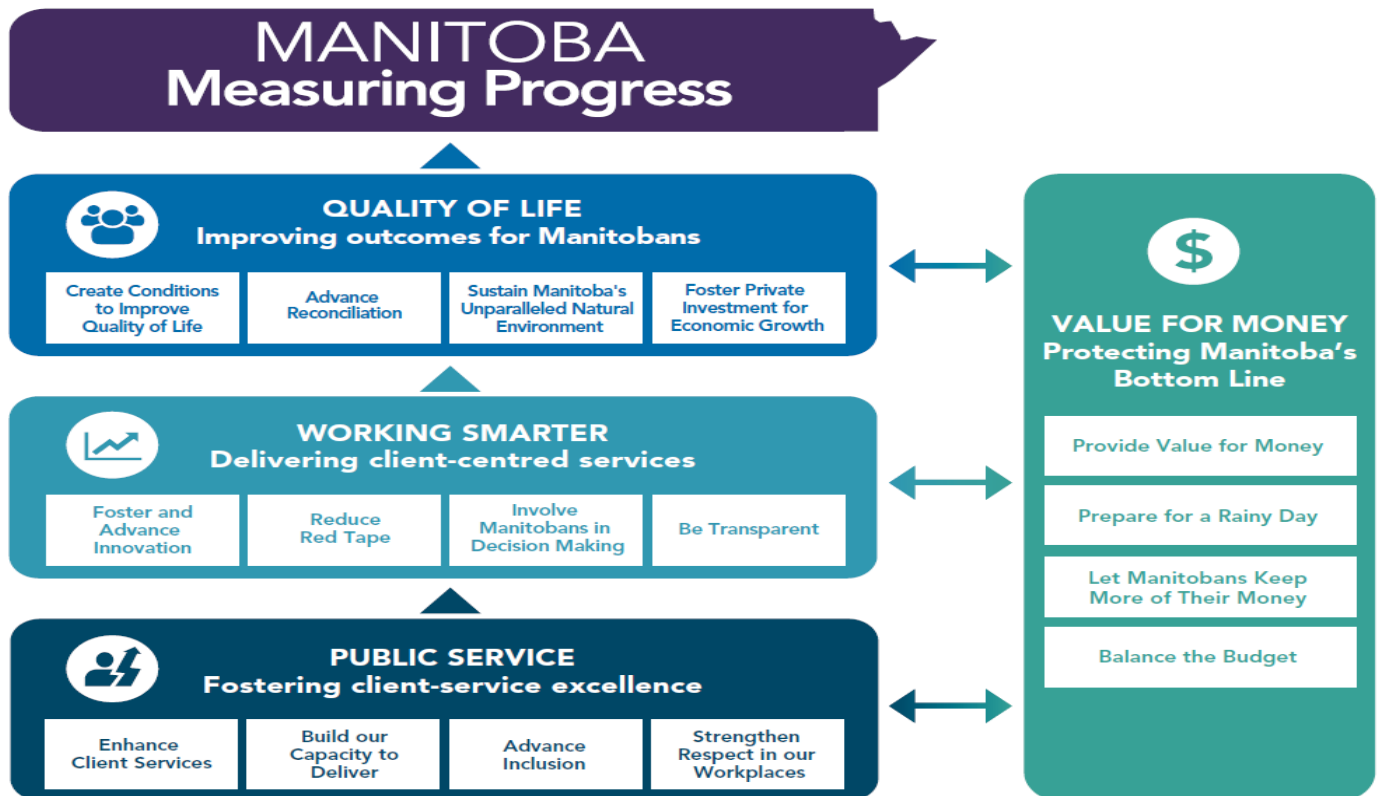 MANITOBA
Measuring Progress
QUALITY OF LIFE
Improving outcomes for Manitobans
Create Conditions
to Improve
Quality of Life
Advance
Reconciliation
Sustain Manitoba's
Unparalleled Natural
Environment
Foster Private
Investment for
Economic Growth
WORKING SMARTER
Delivering client-centred services
Foster and
Advance
Innovation
Reduce
Red Tape
Involve
Manitobans in
Decision Making
Be Transparent
PUBLIC SERVICE
Fostering client-service excellence
Enhance
Client Services
Build our
Capacity to
Deliver
Advance
Inclusion
Strengthen
Respect in our
Workplaces
$
VALUE FOR MONEY
Protecting Manitoba’s
Bottom Line
Provide Value for Money
Prepare for a Rainy Day
Let Manitobans Keep
More of Their Money
Balance the Budget